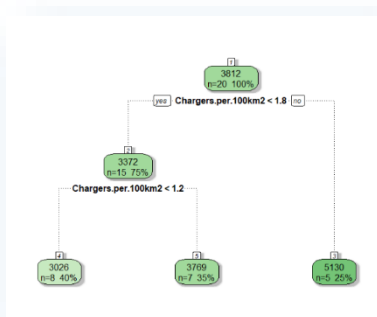 1
3812
n=20 100%
yes Chargers.per.100km2 < 1.8 no
2
3372
n=15 75%
Chargers.per.100km2 < 1.2
4 5 3
3026 3769 5130
n=8 40% n=7 35% n=5 25%